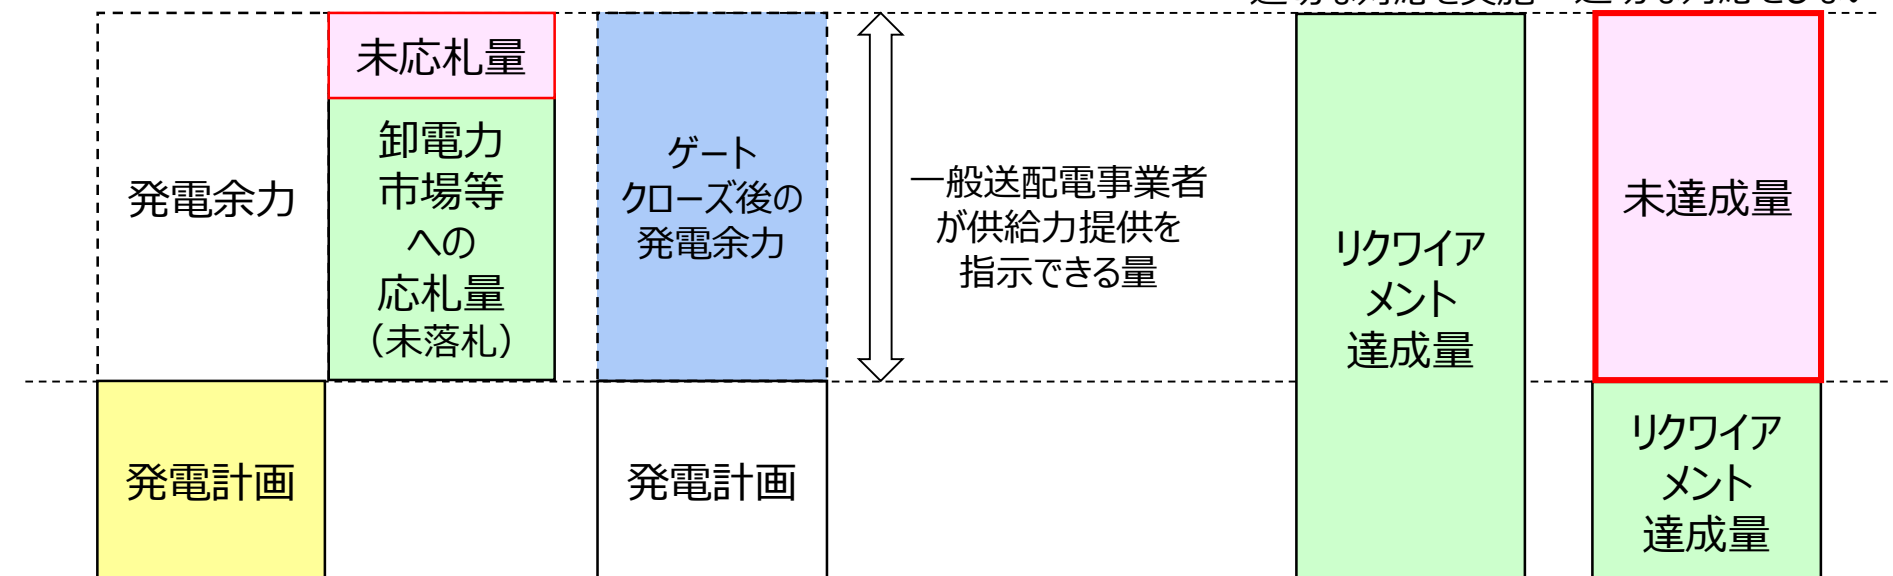 未応札量
卸電力
市場等
への
応札量
（未落札）
発電余力
ゲート
クローズ後の
発電余力
一般送配電事業者
が供給力提供を
指示できる量
リクワイア
メント
達成量
未達成量
発電計画
発電計画
リクワイア
メント
達成量